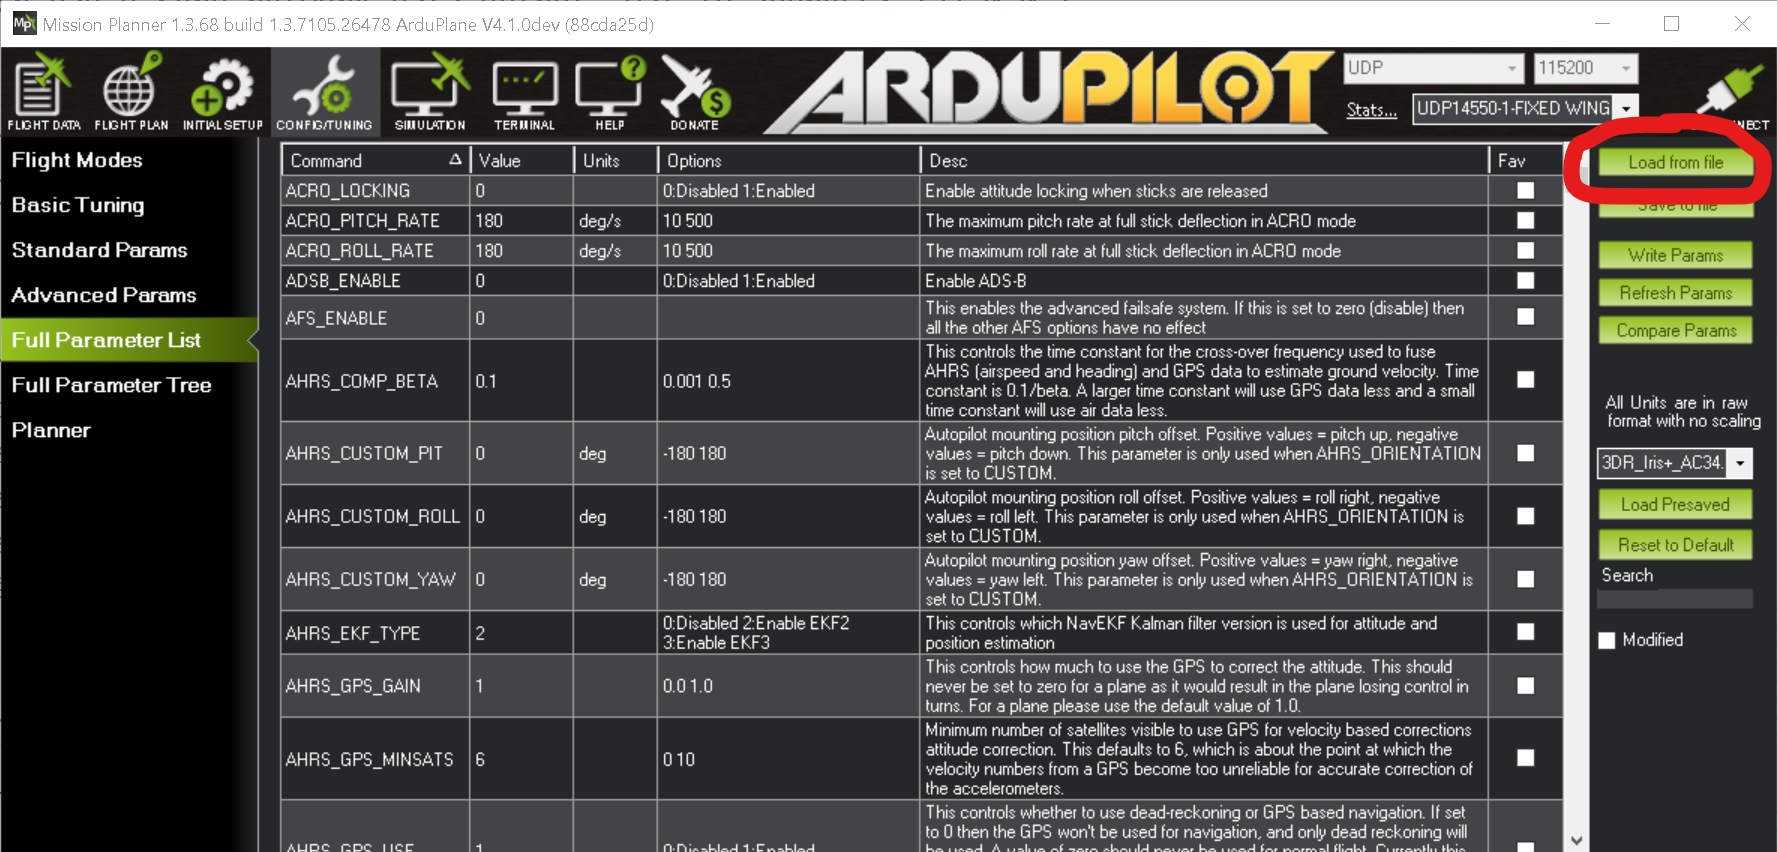 Mission Planner 1.3.68 build 1.3.7105.26478 ArduPlane V4.1.0dev (88cda25d)
FLIGHT DATA FLIGHT PLAN INITIAL SETUP CONFIG/TUNING SIMULATION TERMINAL HELP DONATE
ARDUPILOT
UDP 115200
Stats... UDP14550-1-FIXED WING
Flight Modes
Basic Tuning
Standard Params
Advanced Params
Full Parameter List
Full Parameter Tree
Planner
Command Value Units Options Desc Fav
ACRO_LOCKING 0 0:Disabled 1:Enabled Enable attitude locking when sticks are released
ACRO_PITCH_RATE 180 deg/s 10 500 The maximum pitch rate at full stick deflection in ACRO mode
ACRO_ROLL_RATE 180 deg/s 10 500 The maximum roll rate at full stick deflection in ACRO mode
ADSB_ENABLE 0 0:Disabled 1:Enabled Enable ADS-B
AFS_ENABLE 0 This enables the advanced failsafe system. If this is set to zero (disable) then
all the other AFS options have no effect
AHRS_COMP_BETA 0.1 0.001 0.5 This controls the time constant for the cross-over frequency used to fuse
AHRS (airspeed and heading) and GPS data to estimate ground velocity. Time
constant is 0.1/beta. A larger time constant will use GPS data less and a small
time constant will use air data less.
AHRS_CUSTOM_PIT 0 deg -180 180 Autopilot mounting position pitch offset. Positive values = pitch up, negative
values = pitch down. This parameter is only used when AHRS_ORIENTATION
is set to CUSTOM.
AHRS_CUSTOM_ROLL 0 deg -180 180 Autopilot mounting position roll offset. Positive values = roll right, negative
values = roll left. This parameter is only used when AHRS_ORIENTATION is
set to CUSTOM.
AHRS_CUSTOM_YAW 0 deg -180 180 Autopilot mounting position yaw offset. Positive values = yaw right, negative
values = yaw left. This parameter is only used when AHRS_ORIENTATION is
set to CUSTOM.
AHRS_EKF_TYPE 2 0:Disabled 2:Enable EKF2
3:Enable EKF3 This controls which NavEKF Kalman filter version is used for attitude and
position estimation
AHRS_GPS_GAIN 1 0.0 1.0 This controls how much to use the GPS to correct the attitude. This should
never be set to zero for a plane as it would result in the plane losing control in
turns. For a plane please use the default value of 1.0.
AHRS_GPS_MINSATS 6 0 10 Minimum number of satellites visible to use GPS for velocity based corrections
attitude correction. This defaults to 6, which is about the point at which the
velocity numbers from a GPS become too unreliable for accurate correction of
the accelerometers.
AHRS_GPS_USE 1 0:Disabled 1:Enabled This controls whether to use dead-reckoning or GPS based navigation. If set
to 0 then the GPS won't be used for navigation, and only dead reckoning will
be used. A value of zero should never be used for normal flight. Currently this
Load from file
Save to file
Write Params
Refresh Params
Compare Params
All Units are in raw
format with no scaling
3DR_Iris+_AC34.
Load Presaved
Reset to Default
Search
Modified